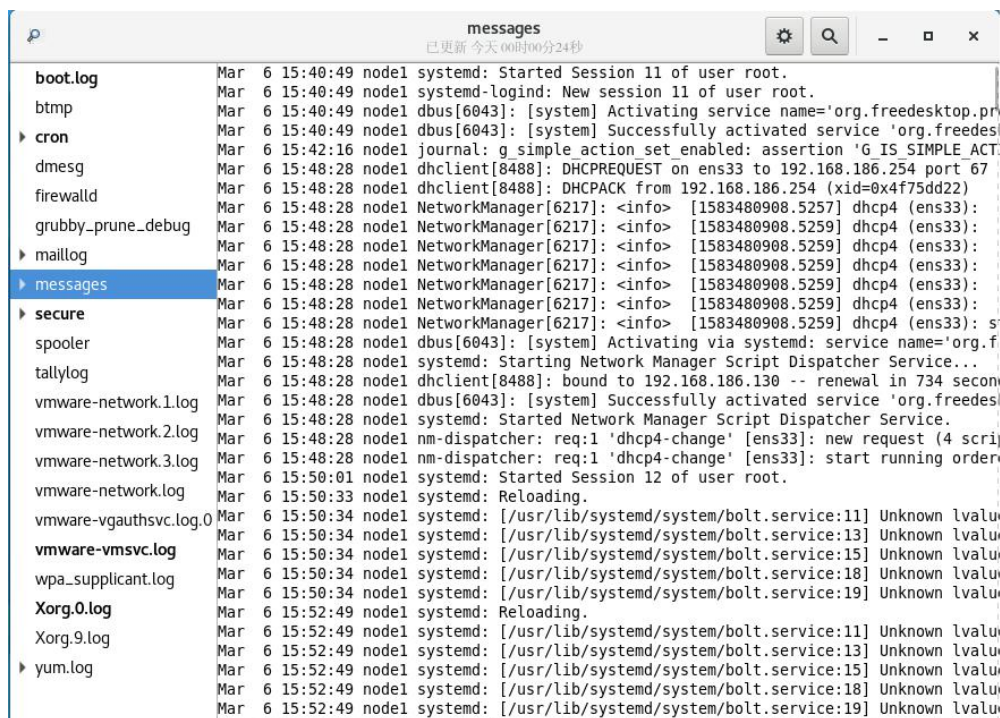 messages
已更新 今天 00时00分24秒
boot.log
btmp
cron
dmesg
firewalld
grubby_prune_debug
maillog
messages
secure
spooler
tallylog
vmware-network.1.log
vmware-network.2.log
vmware-network.3.log
vmware-network.log
vmware-vgauthsvc.log.0
vmware-vmsvc.log
wpa_supplicant.log
Xorg.0.log
Xorg.9.log
yum.log
Mar  6 15:40:49 node1 systemd: Started Session 11 of user root.
Mar  6 15:40:49 node1 systemd-logind: New session 11 of user root.
Mar  6 15:40:49 node1 dbus[6043]: [system] Activating service name='org.freedesktop.pr
Mar  6 15:40:49 node1 dbus[6043]: [system] Successfully activated service 'org.freedes
Mar  6 15:42:16 node1 journal: g_simple_action_set_enabled: assertion 'G_IS_SIMPLE_ACT
Mar  6 15:48:28 node1 dhclient[8488]: DHCPREQUEST on ens33 to 192.168.186.254 port 67
Mar  6 15:48:28 node1 dhclient[8488]: DHCPACK from 192.168.186.254 (xid=0x4f75dd22)
Mar  6 15:48:28 node1 NetworkManager[6217]: <info>  [1583480908.5257] dhcp4 (ens33):
Mar  6 15:48:28 node1 NetworkManager[6217]: <info>  [1583480908.5259] dhcp4 (ens33):
Mar  6 15:48:28 node1 NetworkManager[6217]: <info>  [1583480908.5259] dhcp4 (ens33):
Mar  6 15:48:28 node1 NetworkManager[6217]: <info>  [1583480908.5259] dhcp4 (ens33):
Mar  6 15:48:28 node1 NetworkManager[6217]: <info>  [1583480908.5259] dhcp4 (ens33):
Mar  6 15:48:28 node1 NetworkManager[6217]: <info>  [1583480908.5259] dhcp4 (ens33):
Mar  6 15:48:28 node1 NetworkManager[6217]: <info>  [1583480908.5259] dhcp4 (ens33): s
Mar  6 15:48:28 node1 dbus[6043]: [system] Activating via systemd: service name='org.f
Mar  6 15:48:28 node1 systemd: Starting Network Manager Script Dispatcher Service...
Mar  6 15:48:28 node1 dhclient[8488]: bound to 192.168.186.130 -- renewal in 734 secon
Mar  6 15:48:28 node1 dbus[6043]: [system] Successfully activated service 'org.freedes
Mar  6 15:48:28 node1 systemd: Started Network Manager Script Dispatcher Service.
Mar  6 15:48:28 node1 nm-dispatcher: req:1 'dhcp4-change' [ens33]: new request (4 scri
Mar  6 15:48:28 node1 nm-dispatcher: req:1 'dhcp4-change' [ens33]: start running order
Mar  6 15:50:01 node1 systemd: Started Session 12 of user root.
Mar  6 15:50:33 node1 systemd: Reloading.
Mar  6 15:50:34 node1 systemd: [/usr/lib/systemd/system/bolt.service:11] Unknown lvalu
Mar  6 15:50:34 node1 systemd: [/usr/lib/systemd/system/bolt.service:13] Unknown lvalu
Mar  6 15:50:34 node1 systemd: [/usr/lib/systemd/system/bolt.service:15] Unknown lvalu
Mar  6 15:50:34 node1 systemd: [/usr/lib/systemd/system/bolt.service:18] Unknown lvalu
Mar  6 15:50:34 node1 systemd: [/usr/lib/systemd/system/bolt.service:19] Unknown lvalu
Mar  6 15:52:49 node1 systemd: Reloading.
Mar  6 15:52:49 node1 systemd: [/usr/lib/systemd/system/bolt.service:11] Unknown lvalu
Mar  6 15:52:49 node1 systemd: [/usr/lib/systemd/system/bolt.service:13] Unknown lvalu
Mar  6 15:52:49 node1 systemd: [/usr/lib/systemd/system/bolt.service:15] Unknown lvalu
Mar  6 15:52:49 node1 systemd: [/usr/lib/systemd/system/bolt.service:18] Unknown lvalu
Mar  6 15:52:49 node1 systemd: [/usr/lib/systemd/system/bolt.service:19] Unknown lvalu